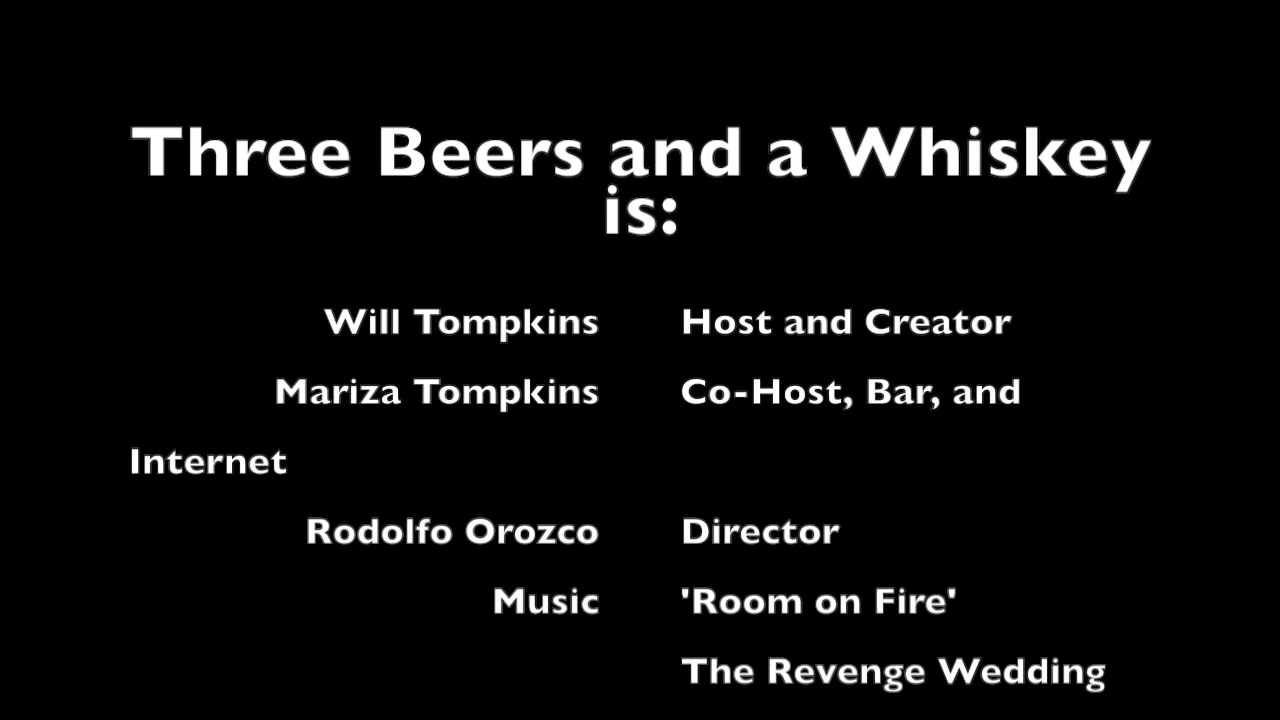 Three Beers and a Whiskey
is:
Will Tompkins Host and Creator
Mariza Tompkins Co-Host, Bar, and
Internet
Rodolfo Orozco Director
Music 'Room on Fire'
The Revenge Wedding